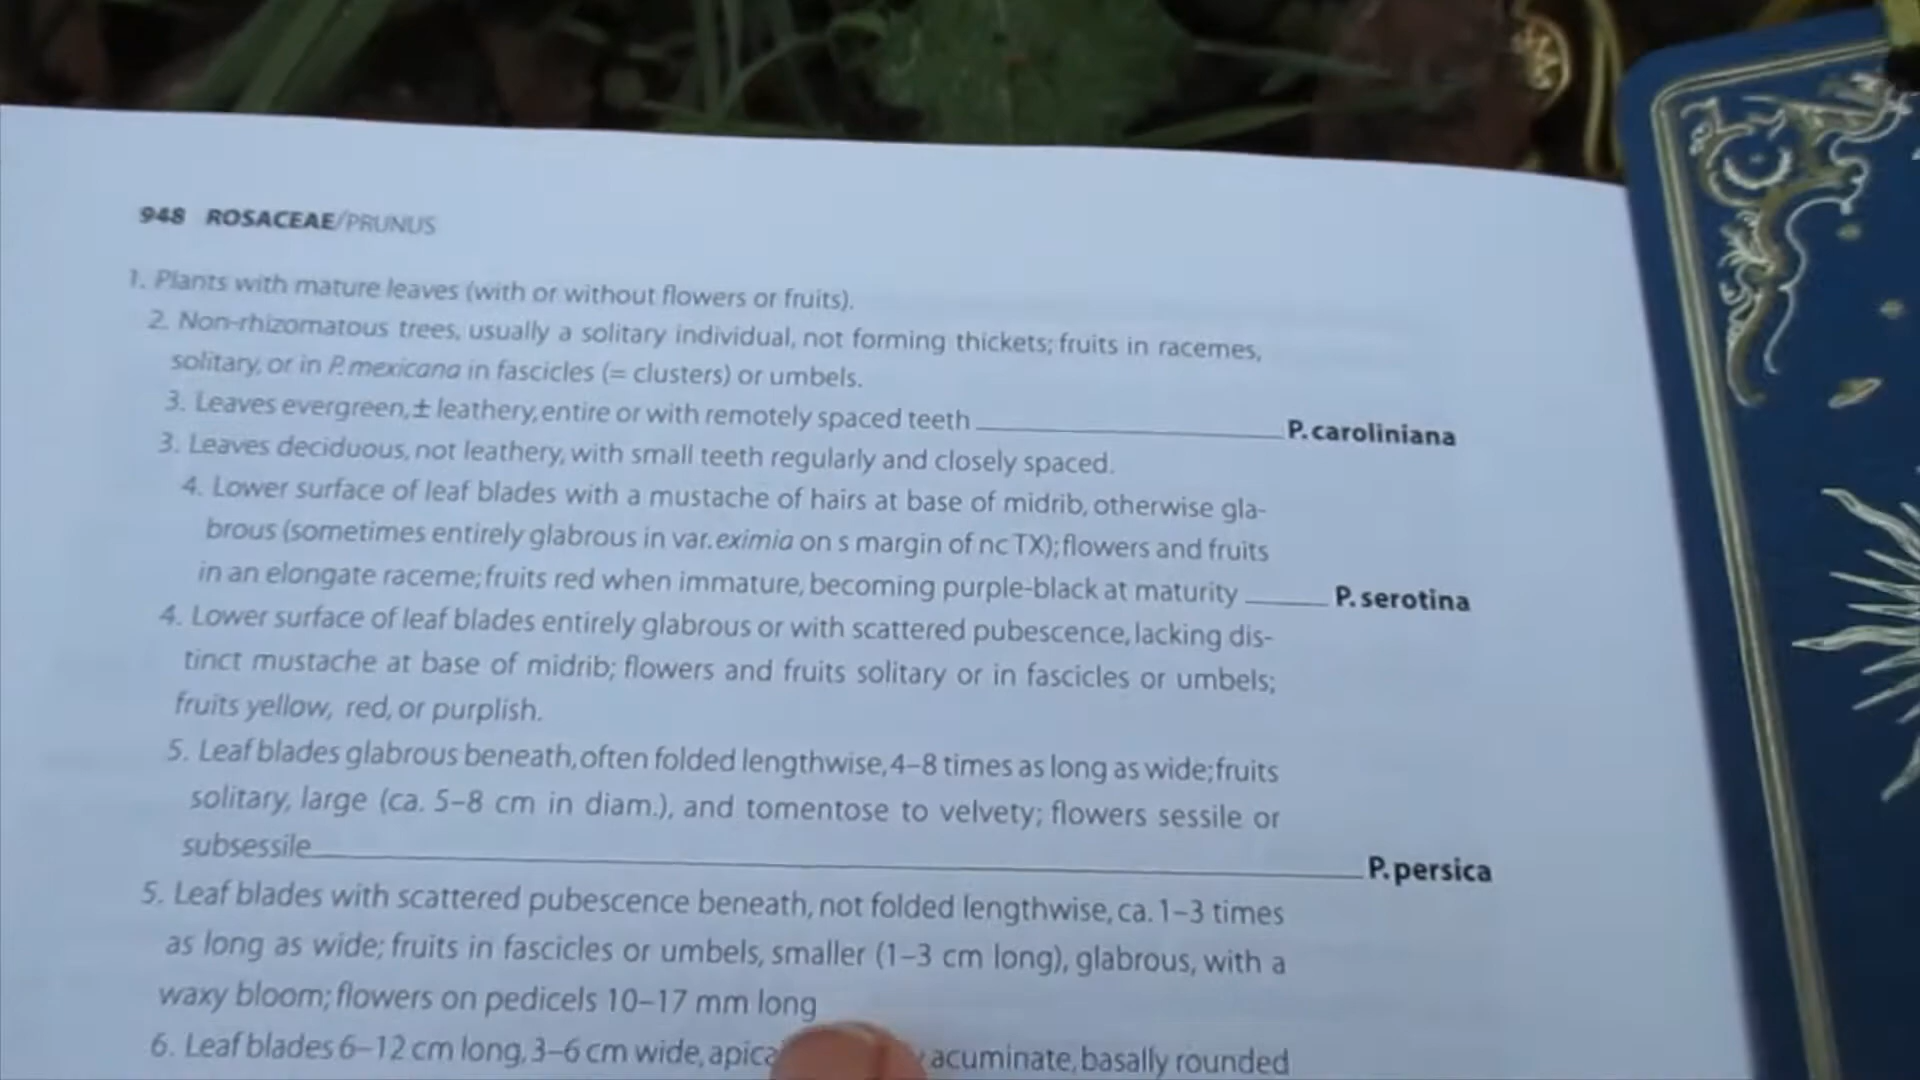 948 ROSACEAE/PRUNUS
1. Plants with mature leaves (with or without flowers or fruits).
2. Non-rhizomatous trees, usually a solitary individual, not forming thickets; fruits in racemes,
solitary, or in P. mexicana in fascicles (= clusters) or umbels.
3. Leaves evergreen, ± leathery, entire or with remotely spaced teeth P. caroliniana
3. Leaves deciduous, not leathery, with small teeth regularly and closely spaced.
4. Lower surface of leaf blades with a mustache of hairs at base of midrib, otherwise gla-
brous (sometimes entirely glabrous in var. eximia on s margin of nc TX); flowers and fruits
in an elongate raceme; fruits red when immature, becoming purple-black at maturity P. serotina
4. Lower surface of leaf blades entirely glabrous or with scattered pubescence, lacking dis-
tinct mustache at base of midrib; flowers and fruits solitary or in fascicles or umbels;
fruits yellow, red, or purplish.
5. Leaf blades glabrous beneath, often folded lengthwise, 4–8 times as long as wide; fruits
solitary, large (ca. 5–8 cm in diam.), and tomentose to velvety; flowers sessile or
subsessile P. persica
5. Leaf blades with scattered pubescence beneath, not folded lengthwise, ca. 1–3 times
as long as wide; fruits in fascicles or umbels, smaller (1–3 cm long), glabrous, with a
waxy bloom; flowers on pedicels 10–17 mm long
6. Leaf blades 6–12 cm long, 3–6 cm wide, acuminate, basally rounded